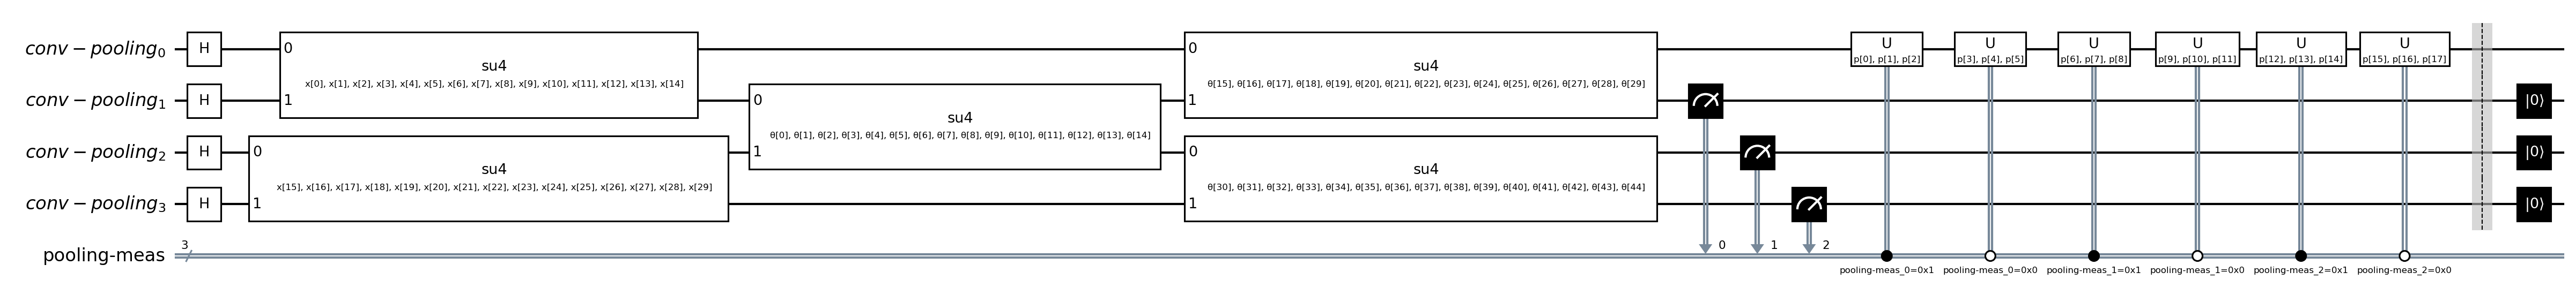 conv − pooling0
H
0
su4
x[0], x[1], x[2], x[3], x[4], x[5], x[6], x[7], x[8], x[9], x[10], x[11], x[12], x[13], x[14]
1
0
su4
θ[15], θ[16], θ[17], θ[18], θ[19], θ[20], θ[21], θ[22], θ[23], θ[24], θ[25], θ[26], θ[27], θ[28], θ[29]
1
U
p[0], p[1], p[2]
U
p[3], p[4], p[5]
U
p[6], p[7], p[8]
U
p[9], p[10], p[11]
U
p[12], p[13], p[14]
U
p[15], p[16], p[17]
conv − pooling1
H
0
su4
θ[0], θ[1], θ[2], θ[3], θ[4], θ[5], θ[6], θ[7], θ[8], θ[9], θ[10], θ[11], θ[12], θ[13], θ[14]
1
|0⟩
conv − pooling2
H
0
su4
x[15], x[16], x[17], x[18], x[19], x[20], x[21], x[22], x[23], x[24], x[25], x[26], x[27], x[28], x[29]
1
0
su4
θ[30], θ[31], θ[32], θ[33], θ[34], θ[35], θ[36], θ[37], θ[38], θ[39], θ[40], θ[41], θ[42], θ[43], θ[44]
1
|0⟩
conv − pooling3
H
|0⟩
pooling-meas
3
0
1
2
pooling-meas_0=0x1
pooling-meas_0=0x0
pooling-meas_1=0x1
pooling-meas_1=0x0
pooling-meas_2=0x1
pooling-meas_2=0x0